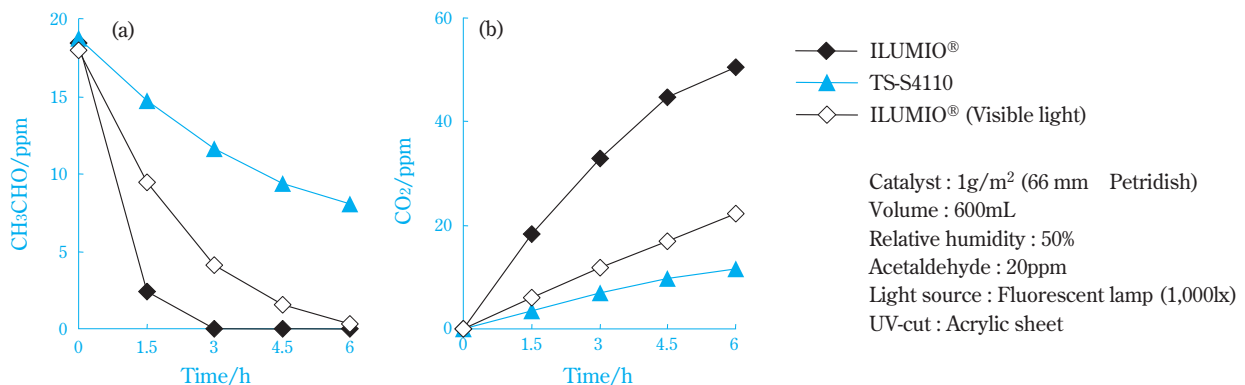 (a)
20
15
10
5
0
CH₃CHO/ppm
0 1.5 3 4.5 6
Time/h
(b)
60
40
20
0
CO₂/ppm
0 1.5 3 4.5 6
Time/h
ILUMIO®
TS-S4110
ILUMIO® (Visible light)
Catalyst : 1g/m² (66 mm Petridish)
Volume : 600mL
Relative humidity : 50%
Acetaldehyde : 20ppm
Light source : Fluorescent lamp (1,000lx)
UV-cut : Acrylic sheet